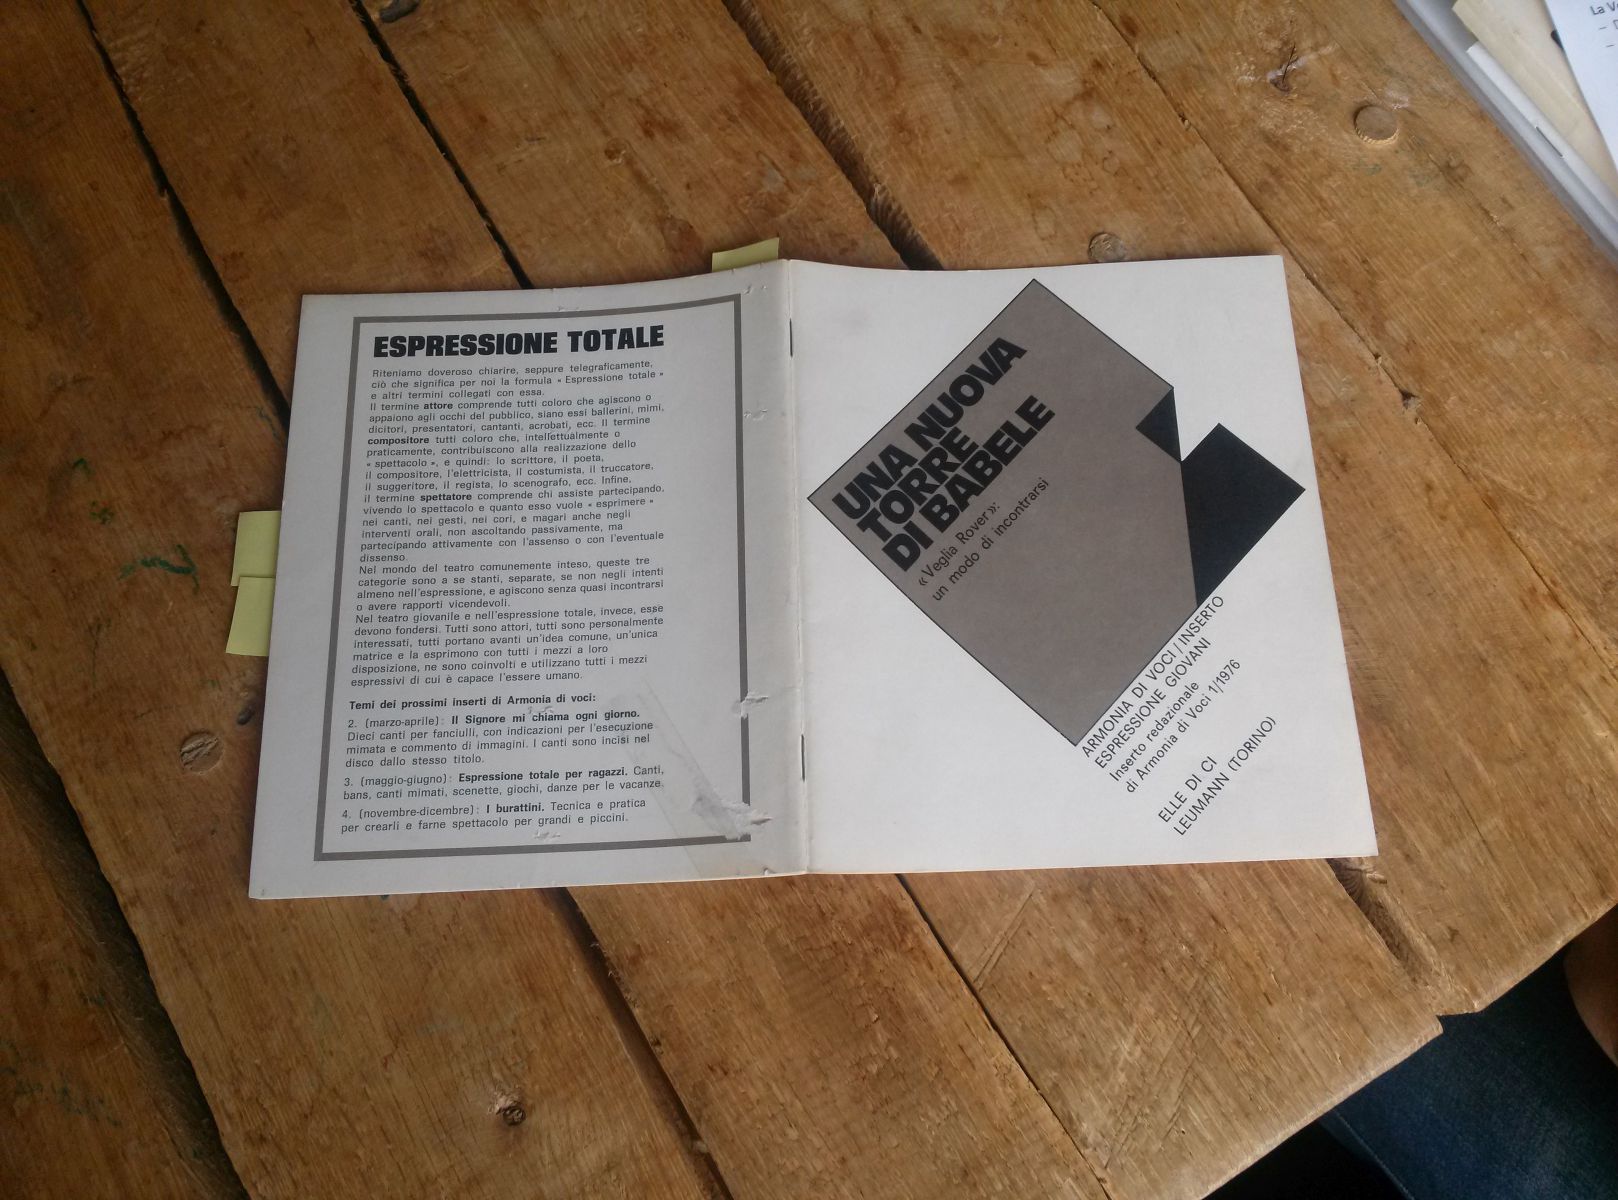 ESPRESSIONE TOTALE
Riteniamo doveroso chiarire, seppure telegraficamente,
ciò che significa per noi la formula « Espressione totale »
e altri termini collegati con essa.
Il termine attore comprende tutti coloro che agiscono o
appaiono agli occhi del pubblico, siano essi ballerini, mimi,
dicitori, presentatori, cantanti, acrobati, ecc. Il termine
compositore tutti coloro che, intellettualmente o
praticamente, contribuiscono alla realizzazione dello
« spettacolo », e quindi: lo scrittore, il poeta,
il compositore, l'elettricista, il costumista, il truccatore,
il suggeritore, il regista, lo scenografo, ecc. Infine,
il termine spettatore comprende chi assiste partecipando,
vivendo lo spettacolo e quanto esso vuole « esprimere »
nei canti, nei gesti, nei cori, e magari anche negli
interventi orali, non ascoltando passivamente, ma
partecipando attivamente con l'assenso o con l'eventuale
dissenso.
Nel mondo del teatro comunemente inteso, queste tre
categorie sono a se stanti, separate, se non negli intenti
almeno nell'espressione, e agiscono senza quasi incontrarsi
o avere rapporti vicendevoli.
Nel teatro giovanile e nell'espressione totale, invece, esse
devono fondersi. Tutti sono attori, tutti sono personalmente
interessati, tutti portano avanti un'idea comune, un'unica
matrice e la esprimono con tutti i mezzi a loro
disposizione, ne sono coinvolti e utilizzano tutti i mezzi
espressivi di cui è capace l'essere umano.
Temi dei prossimi inserti di Armonia di voci:
2. (marzo-aprile): Il Signore mi chiama ogni giorno.
Dieci canti per fanciulli, con indicazioni per l'esecuzione
mimata e commento di immagini. I canti sono incisi nel
disco dallo stesso titolo.
3. (maggio-giugno): Espressione totale per ragazzi. Canti,
bans, canti mimati, scenette, giochi, danze per le vacanze.
4. (novembre-dicembre): I burattini. Tecnica e pratica
per crearli e farne spettacolo per grandi e piccini.
UNA NUOVA
TORRE
DI BABELE
« Veglia Rover »:
un modo di incontrarsi
ARMONIA DI VOCI / INSERTO
ESPRESSIONE GIOVANI
Inserto redazionale
di Armonia di Voci 1/1976
ELLE DI CI
LEUMANN (TORINO)
La